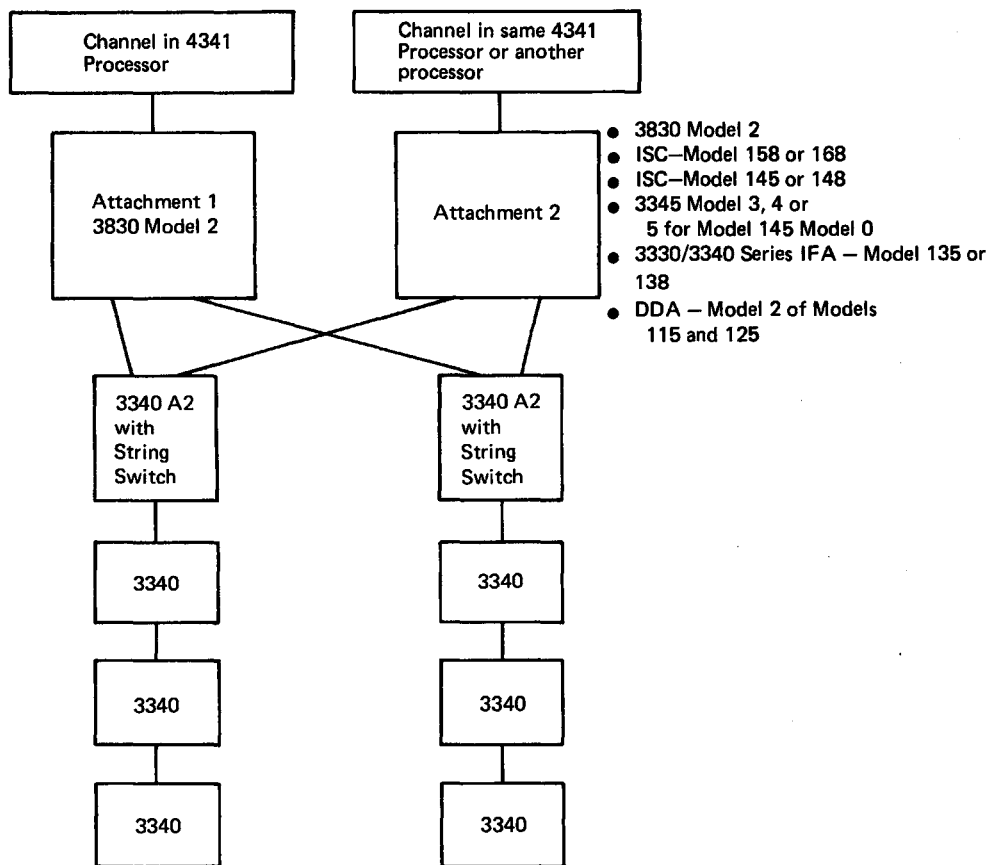 Channel in 4341
Processor
Channel in same 4341
Processor or another
processor
Attachment 1
3830 Model 2
Attachment 2
● 3830 Model 2
● ISC—Model 158 or 168
● ISC—Model 145 or 148
● 3345 Model 3, 4 or
5 for Model 145 Model 0
● 3330/3340 Series IFA — Model 135 or
138
● DDA — Model 2 of Models
115 and 125
3340 A2
with
String
Switch
3340 A2
with
String
Switch
3340
3340
3340
3340
3340
3340